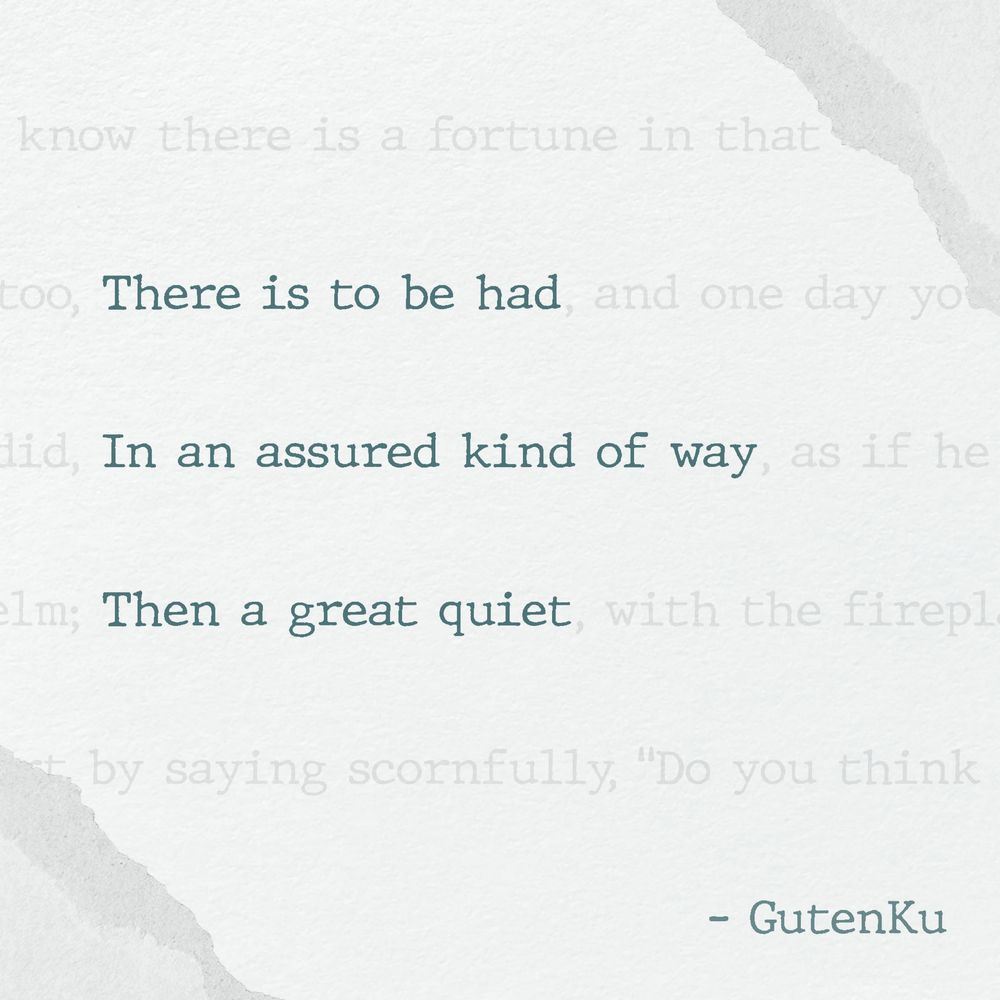 know there is a fortune in that
too, There is to be had, and one day yo
did, In an assured kind of way, as if he
elm; Then a great quiet, with the firepl
by saying scornfully, "Do you think
- GutenKu